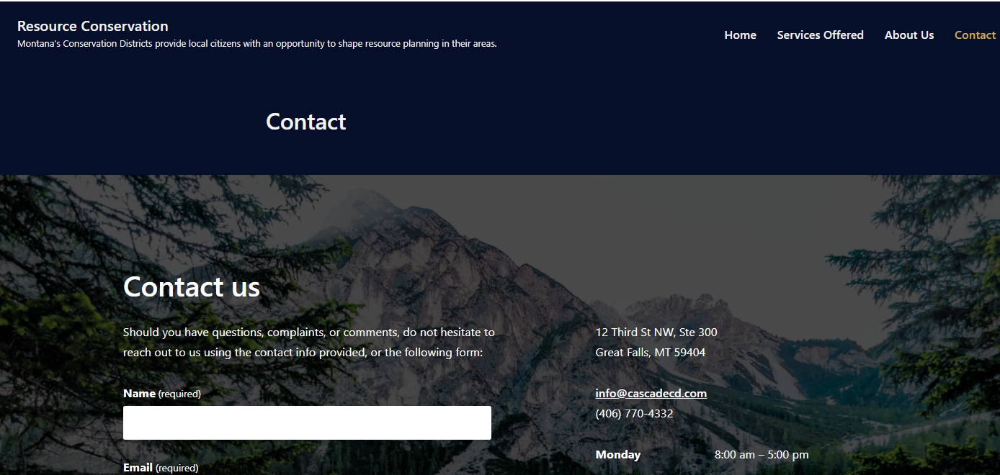 Resource Conservation
Montana's Conservation Districts provide local citizens with an opportunity to shape resource planning in their areas.
Home
Services Offered
About Us
Contact
Contact
Contact us
Should you have questions, complaints, or comments, do not hesitate to
reach out to us using the contact info provided, or the following form:
Name (required)
Email (required)
12 Third St NW, Ste 300
Great Falls, MT 59404
info@cascadecd.com
(406) 770-4332
Monday 8:00 am – 5:00 pm